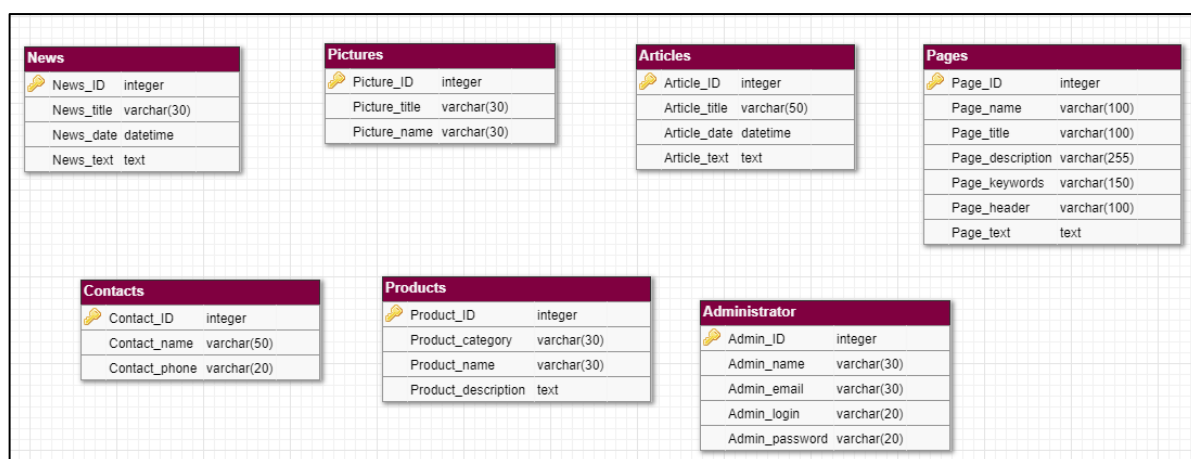 News
News_ID integer
News_title varchar(30)
News_date datetime
News_text text
Pictures
Picture_ID integer
Picture_title varchar(30)
Picture_name varchar(30)
Articles
Article_ID integer
Article_title varchar(50)
Article_date datetime
Article_text text
Pages
Page_ID integer
Page_name varchar(100)
Page_title varchar(100)
Page_description varchar(255)
Page_keywords varchar(150)
Page_header varchar(100)
Page_text text
Contacts
Contact_ID integer
Contact_name varchar(50)
Contact_phone varchar(20)
Products
Product_ID integer
Product_category varchar(30)
Product_name varchar(30)
Product_description text
Administrator
Admin_ID integer
Admin_name varchar(30)
Admin_email varchar(30)
Admin_login varchar(20)
Admin_password varchar(20)